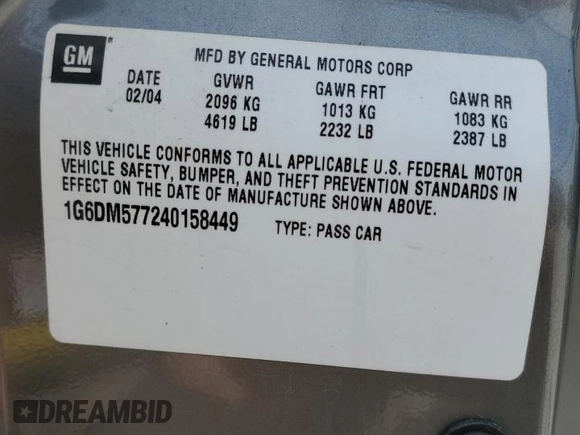 GM
MFD BY GENERAL MOTORS CORP
DATE GVWR GAWR FRT GAWR RR
02/04 2096 KG 1013 KG 1083 KG
4619 LB 2232 LB 2387 LB
THIS VEHICLE CONFORMS TO ALL APPLICABLE U.S. FEDERAL MOTOR
VEHICLE SAFETY, BUMPER, AND THEFT PREVENTION STANDARDS IN
EFFECT ON THE DATE OF MANUFACTURE SHOWN ABOVE.
1G6DM577240158449 TYPE: PASS CAR
DREAMBID